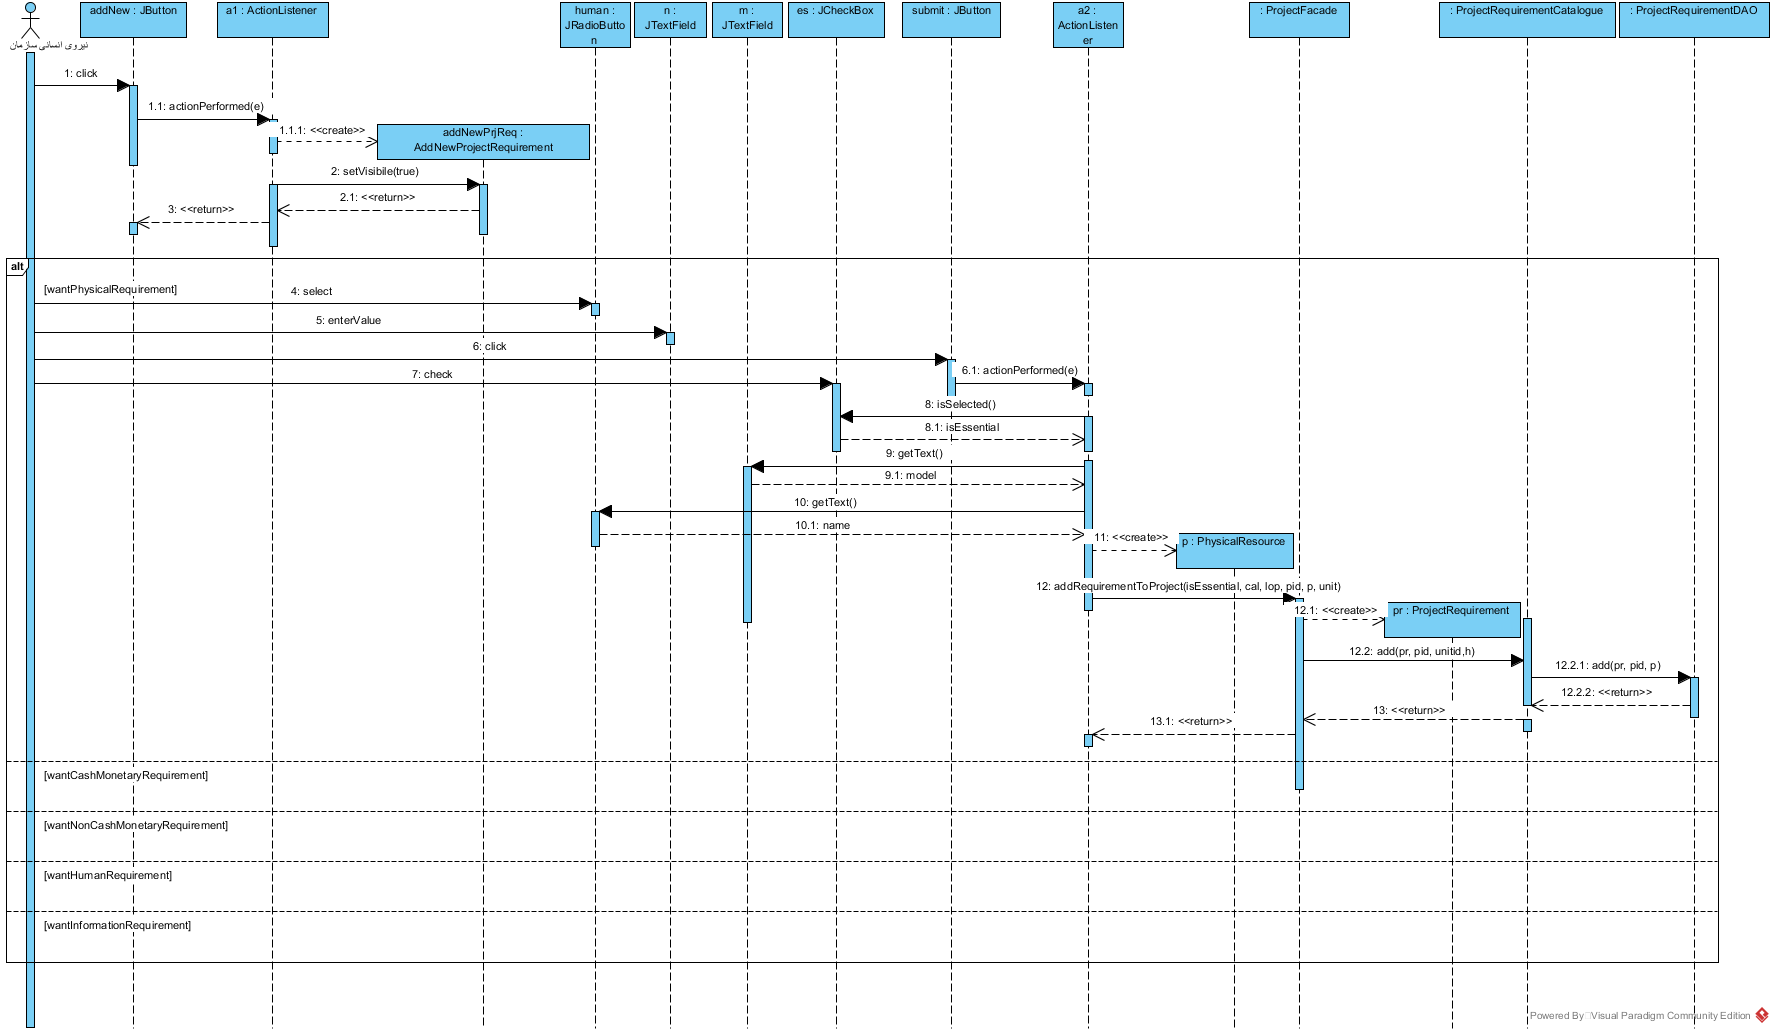 addNew : JButton
a1 : ActionListener
human :
JRadioButto
n
n :
JTextField
m :
JTextField
es : JCheckBox
submit : JButton
a2 :
ActionListen
er
: ProjectFacade
: ProjectRequirementCatalogue
: ProjectRequirementDAO
نیروی انسانی سازمان
1: click
1.1: actionPerformed(e)
1.1.1: <<create>>
addNewPrjReq :
AddNewProjectRequirement
2: setVisibile(true)
2.1: <<return>>
3: <<return>>
alt
[wantPhysicalRequirement]
4: select
5: enterValue
6: click
6.1: actionPerformed(e)
7: check
8: isSelected()
8.1: isEssential
9: getText()
9.1: model
10: getText()
10.1: name
11: <<create>>
p : PhysicalResource
12: addRequirementToProject(isEssential, cal, lop, pid, p, unit)
12.1: <<create>>
pr : ProjectRequirement
12.2: add(pr, pid, unitid,h)
12.2.1: add(pr, pid, p)
12.2.2: <<return>>
13: <<return>>
13.1: <<return>>
[wantCashMonetaryRequirement]
[wantNonCashMonetaryRequirement]
[wantHumanRequirement]
[wantInformationRequirement]
Powered By Visual Paradigm Community Edition